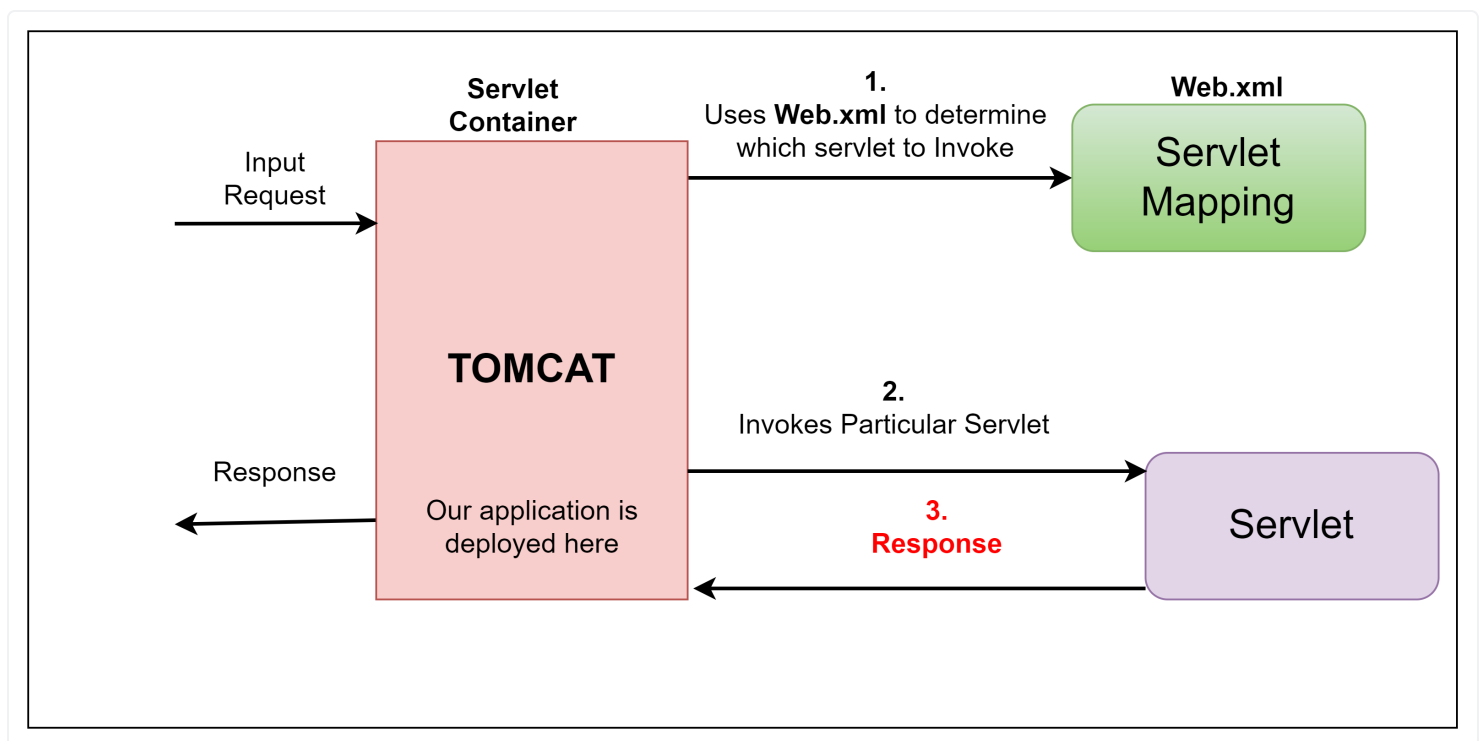 Servlet
Container
1.
Uses Web.xml to determine
which servlet to Invoke
Web.xml
Servlet
Mapping
Input
Request
TOMCAT
2.
Invokes Particular Servlet
Response
Our application is
deployed here
3.
Response
Servlet